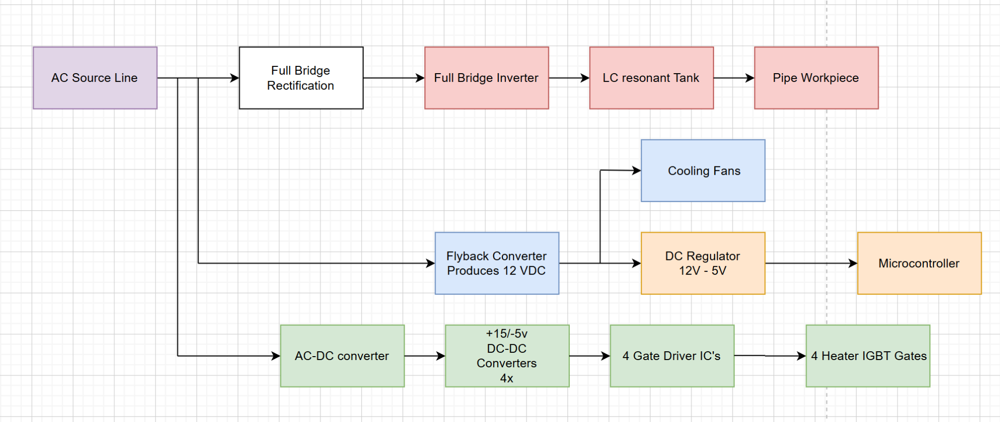 AC Source Line
Full Bridge
Rectification
Full Bridge Inverter
LC resonant Tank
Pipe Workpiece
Cooling Fans
Flyback Converter
Produces 12 VDC
DC Regulator
12V - 5V
Microcontroller
AC-DC converter
+15/-5v
DC-DC
Converters
4x
4 Gate Driver IC's
4 Heater IGBT Gates